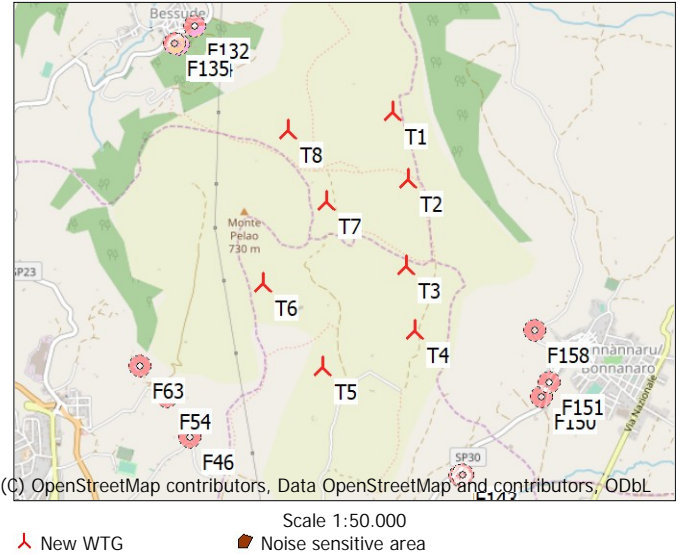 Bessude
F132
F135
T1
T8
T2
T7
Monte
Pelao
730 m
T3
SP23
T6
T4
F158
Bonnanaro
T5
F63
F151
F150
F54
Via Nazionale
F46
SP30
(C) OpenStreetMap contributors, Data OpenStreetMap and contributors, ODbL
Scale 1:50.000
New WTG
Noise sensitive area